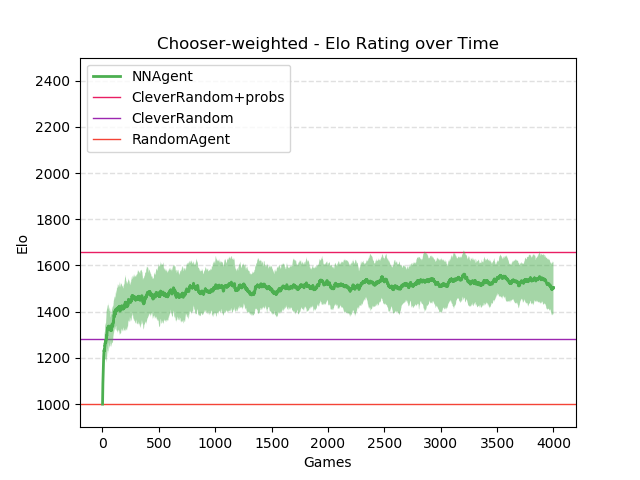 Chooser-weighted - Elo Rating over Time
NNAgent
CleverRandom+probs
CleverRandom
RandomAgent
2400
2200
2000
1800
1600
1400
1200
1000
Elo
0 500 1000 1500 2000 2500 3000 3500 4000
Games